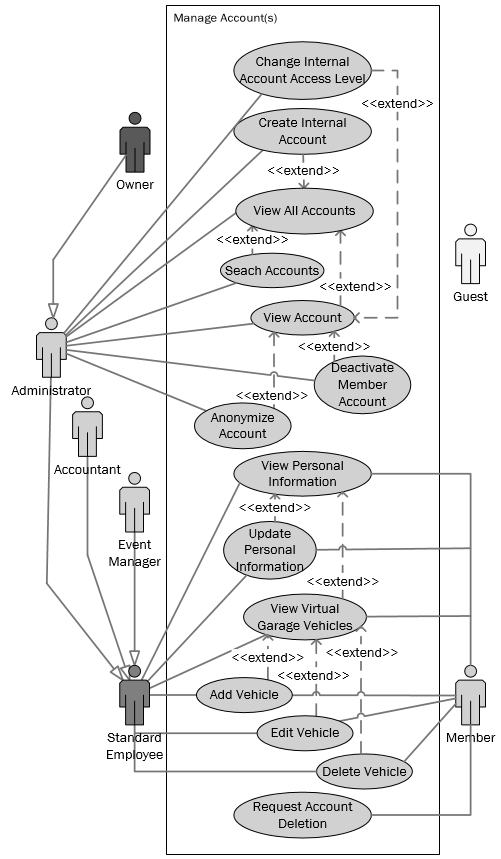 Manage Account(s)
Change Internal
Account Access Level
<<extend>>
Create Internal
Account
<<extend>>
Owner
View All Accounts
<<extend>>
Seach Accounts
<<extend>>
Guest
View Account
<<extend>>
Administrator
Deactivate
Member
Account
<<extend>>
Anonymize
Account
Accountant
View Personal
Information
<<extend>>
Update
Personal
Information
Event
Manager
<<extend>>
View Virtual
Garage Vehicles
<<extend>>
<<extend>>
<<extend>>
Add Vehicle
Edit Vehicle
Standard
Employee
Member
Delete Vehicle
Request Account
Deletion